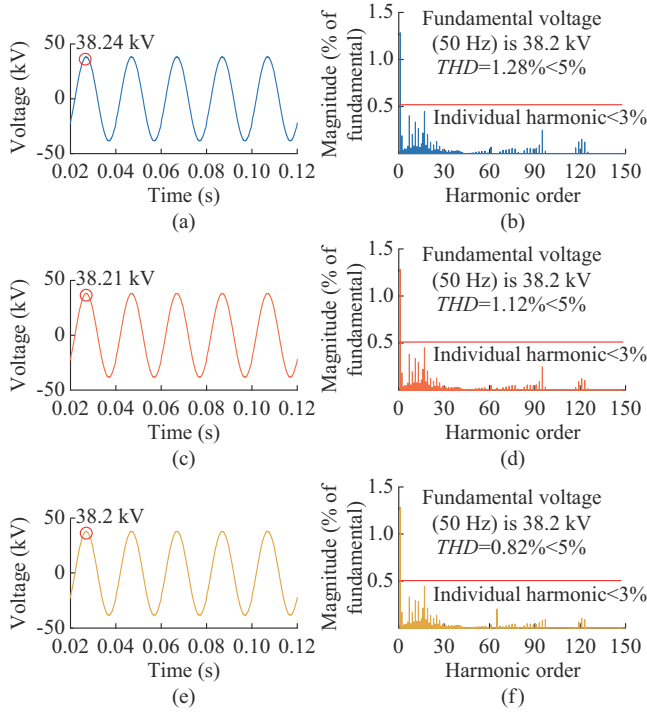 50
38.24 kV
0
-50
Voltage (kV)
0.02 0.04 0.06 0.08 0.10 0.12
Time (s)
(a)
1.5
1.0
0.5
Magnitude (% of
fundamental)
Fundamental voltage
(50 Hz) is 38.2 kV
THD=1.28%<5%
Individual harmonic<3%
0 30 60 90 120 150
Harmonic order
(b)
50
38.21 kV
0
-50
Voltage (kV)
0.02 0.04 0.06 0.08 0.10 0.12
Time (s)
(c)
1.5
1.0
0.5
Magnitude (% of
fundamental)
Fundamental voltage
(50 Hz) is 38.2 kV
THD=1.12%<5%
Individual harmonic<3%
0 30 60 90 120 150
Harmonic order
(d)
38.2 kV
50
0
-50
Voltage (kV)
0.02 0.04 0.06 0.08 0.10 0.12
Time (s)
(e)
1.5
1.0
0.5
Magnitude (% of
fundamental)
Fundamental voltage
(50 Hz) is 38.2 kV
THD=0.82%<5%
Individual harmonic<3%
0 30 60 90 120 150
Harmonic order
(f)